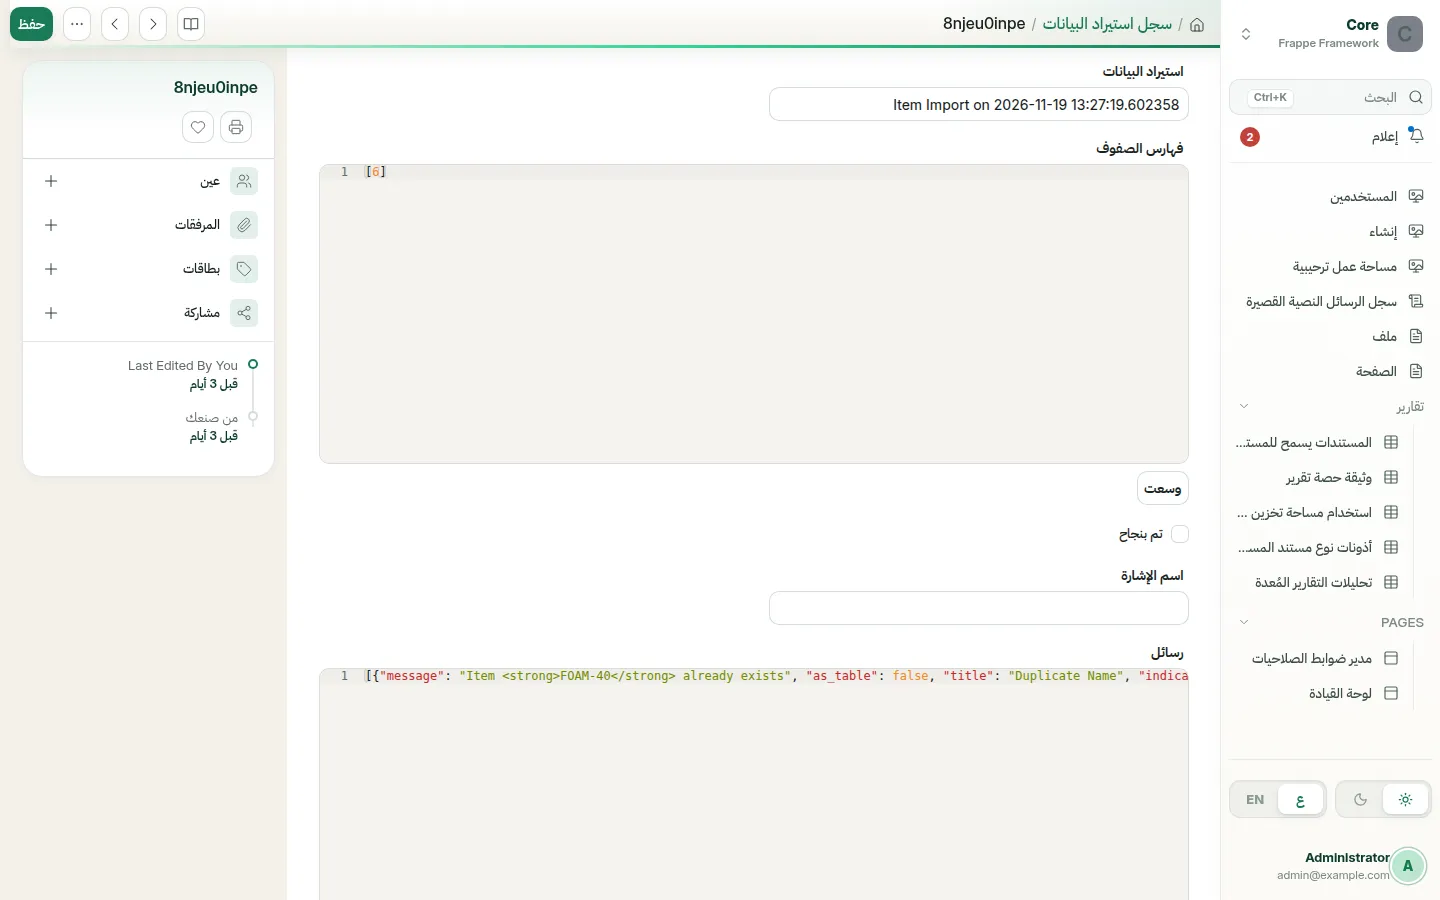 Core
Frappe Framework
C
البحث
Ctrl+K
إعلام
2
المستخدمين
إنشاء
مساحة عمل ترحيبية
سجل الرسائل النصية القصيرة
ملف
الصفحة
تقارير
المستندات يسمح للمستـ...
وثيقة حصة تقرير
استخدام مساحة تخزين ...
أذونات نوع مستند المسـ...
تحليلات التقارير المُعدة
PAGES
مدير ضوابط الصلاحيات
لوحة القيادة
EN
ع
Administrator
admin@example.com
A
سجل استيراد البيانات / 8njeu0inpe
حفظ
استيراد البيانات
Item Import on 2026-11-19 13:27:19.602358
فهارس الصفوف
1 [6]
وسعت
تم بنجاح
اسم الإشارة
رسائل
1 [{"message": "Item <strong>FOAM-40</strong> already exists", "as_table": false, "title": "Duplicate Name", "indica
8njeu0inpe
عين
المرفقات
بطاقات
مشاركة
Last Edited By You
قبل 3 أيام
من صنعك
قبل 3 أيام